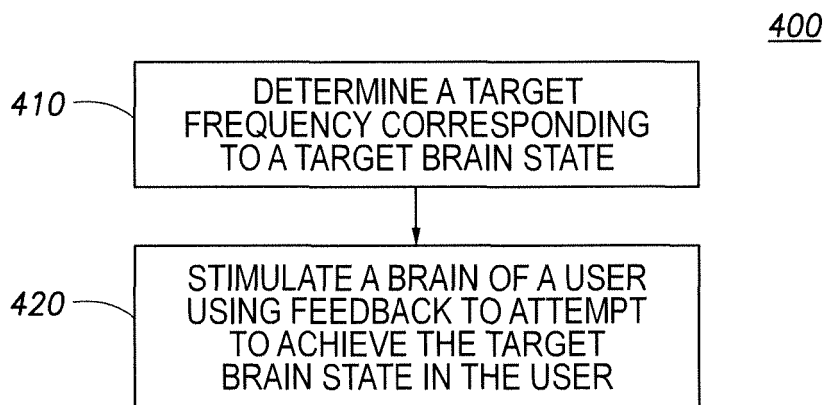 400
410
DETERMINE A TARGET
FREQUENCY CORRESPONDING
TO A TARGET BRAIN STATE
420
STIMULATE A BRAIN OF A USER
USING FEEDBACK TO ATTEMPT
TO ACHIEVE THE TARGET
BRAIN STATE IN THE USER